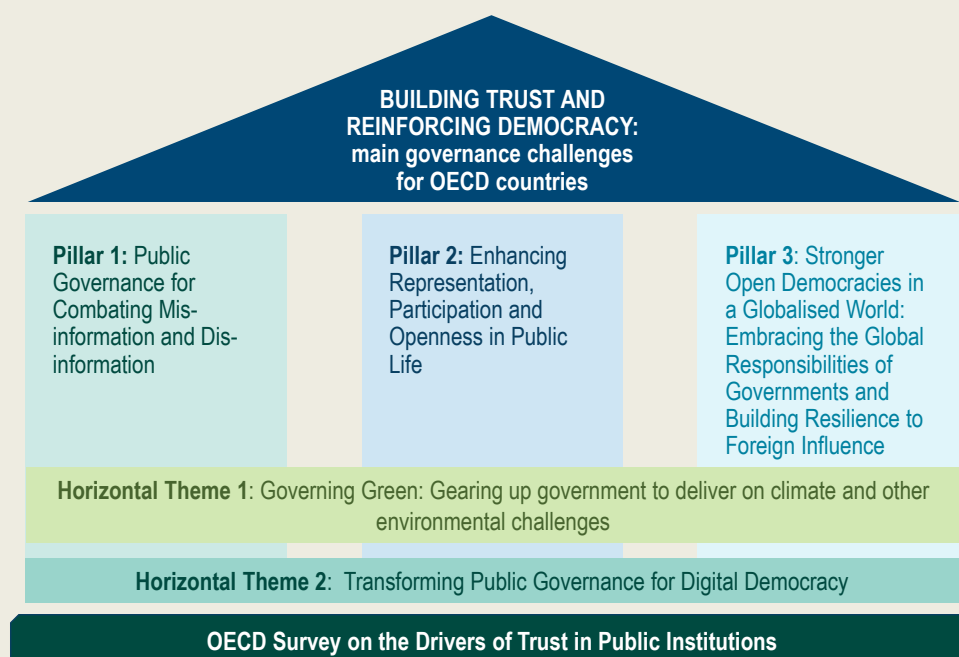 BUILDING TRUST AND
REINFORCING DEMOCRACY:
main governance challenges
for OECD countries
Pillar 1: Public
Governance for
Combating Mis-
information and Dis-
information
Pillar 2: Enhancing
Representation,
Participation and
Openness in Public
Life
Pillar 3: Stronger
Open Democracies in
a Globalised World:
Embracing the Global
Responsibilities of
Governments and
Building Resilience to
Foreign Influence
Horizontal Theme 1: Governing Green: Gearing up government to deliver on climate and other
environmental challenges
Horizontal Theme 2: Transforming Public Governance for Digital Democracy
OECD Survey on the Drivers of Trust in Public Institutions